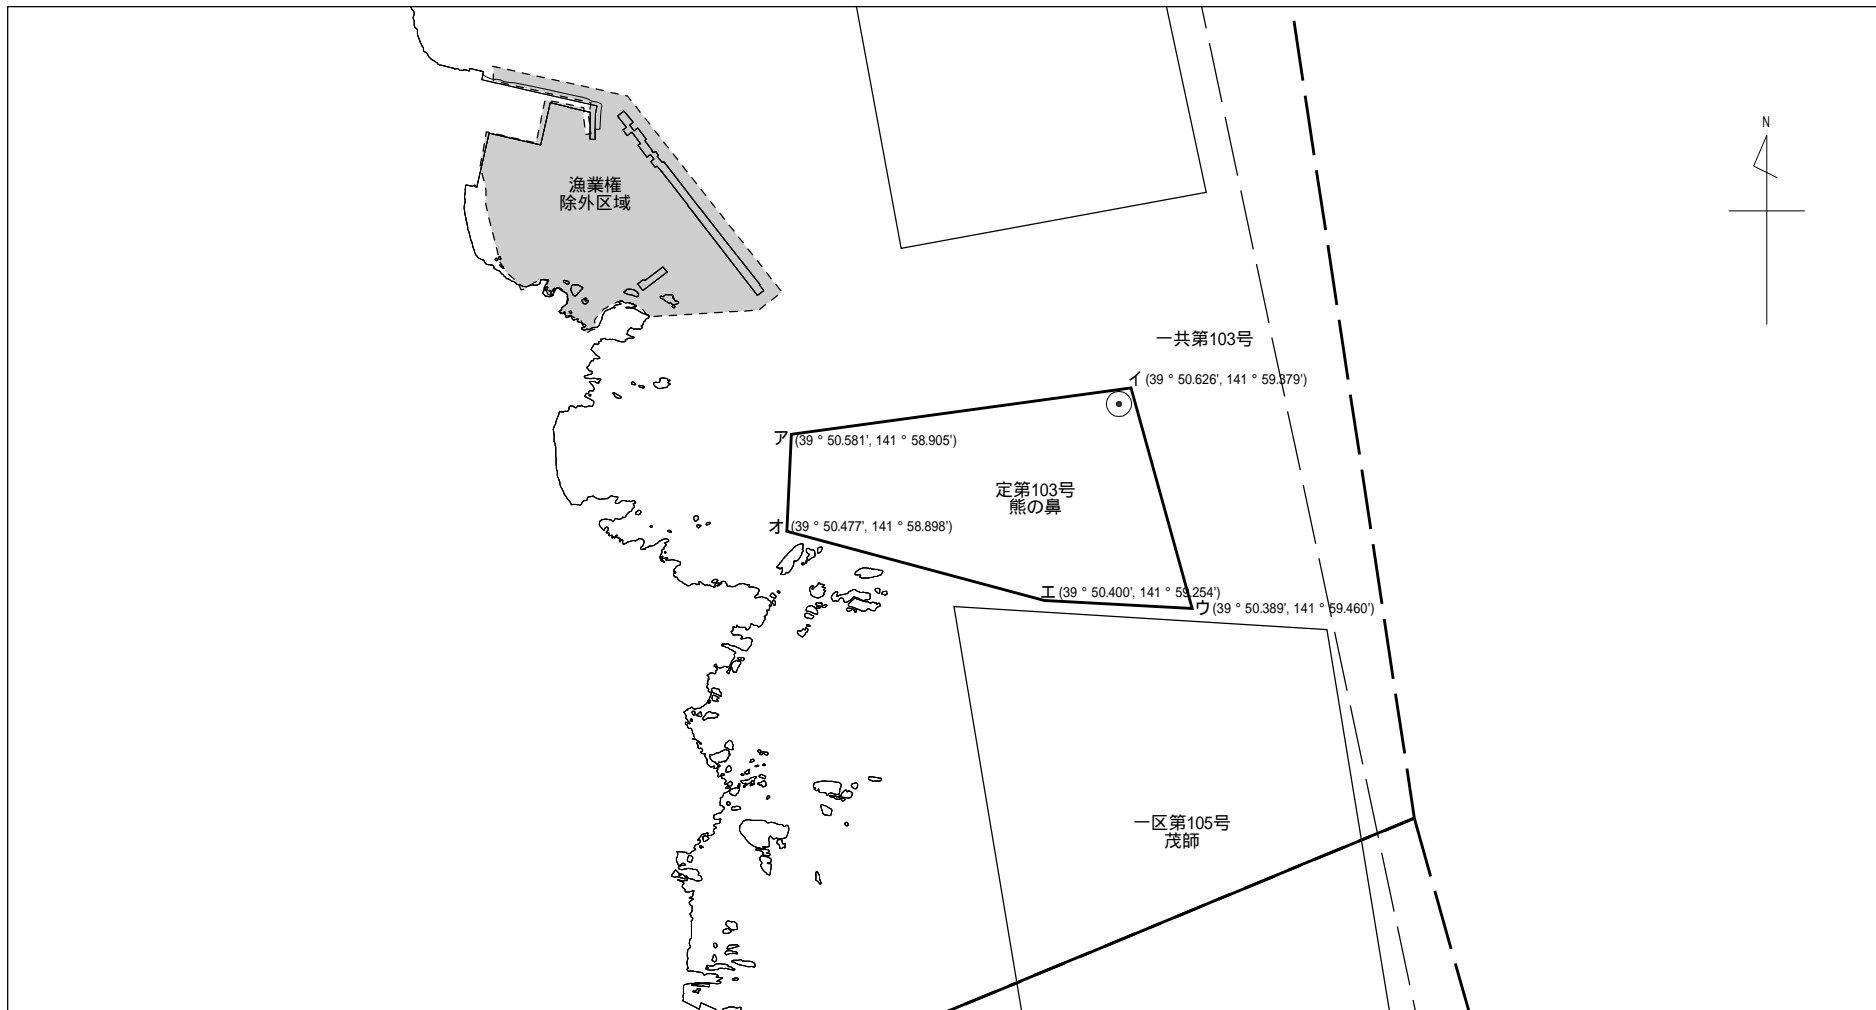 N
漁業権
除外区域
一共第103号
イ (39 ° 50.626', 141 ° 59.379')
ア (39 ° 50.581', 141 ° 58.905')
定第103号
熊の鼻
オ (39 ° 50.477', 141 ° 58.898')
エ (39 ° 50.400', 141 ° 59.254')
ウ (39 ° 50.389', 141 ° 59.460')
一区第105号
茂師